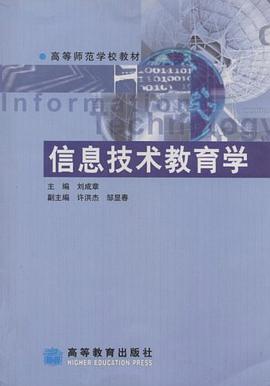 高等师范学校教材
Information
Technology
信息技术教育学
主 编 刘成章
副主编 许洪杰 邹显春
高等教育出版社
HIGHER EDUCATION PRESS